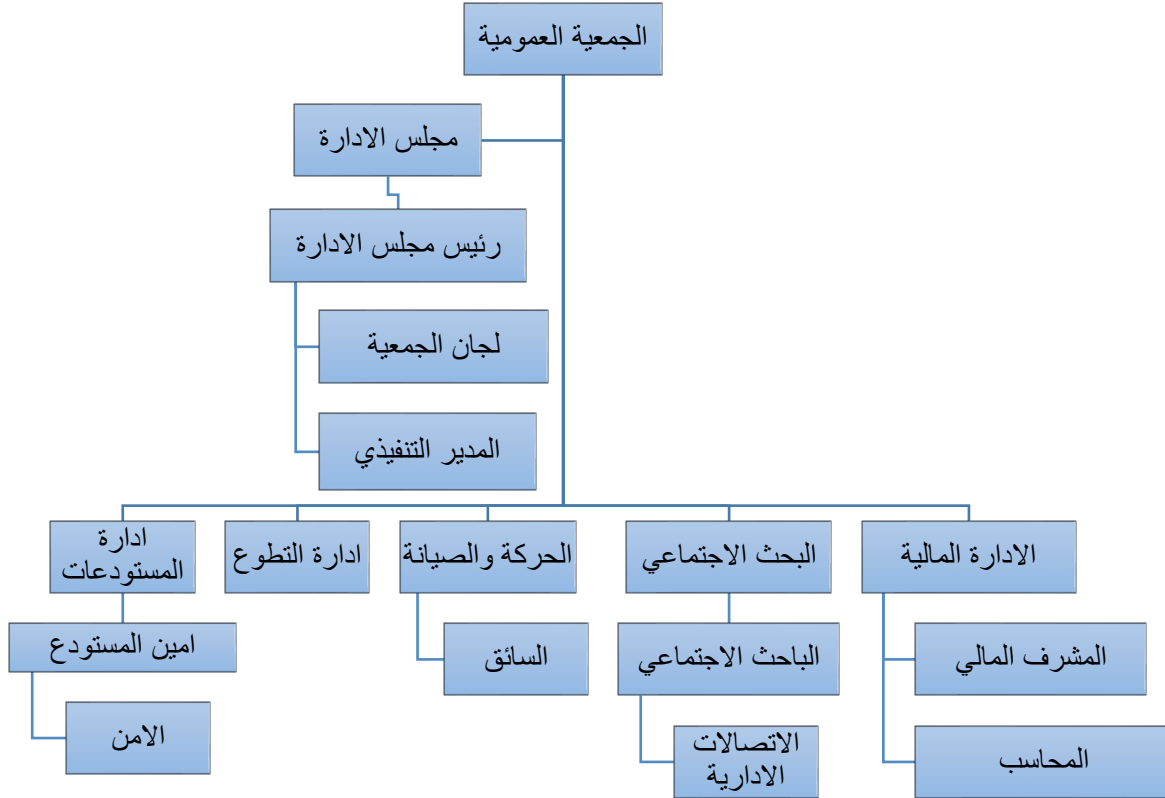 الجمعية العمومية
مجلس الادارة
رئيس مجلس الادارة
لجان الجمعية
المدير التنفيذي
الادارة المالية
البحث الاجتماعي
الحركة والصيانة
ادارة التطوع
ادارة
المستودعات
المشرف المالي
الباحث الاجتماعي
السائق
امين المستودع
المحاسب
الاتصالات
الادارية
الامن